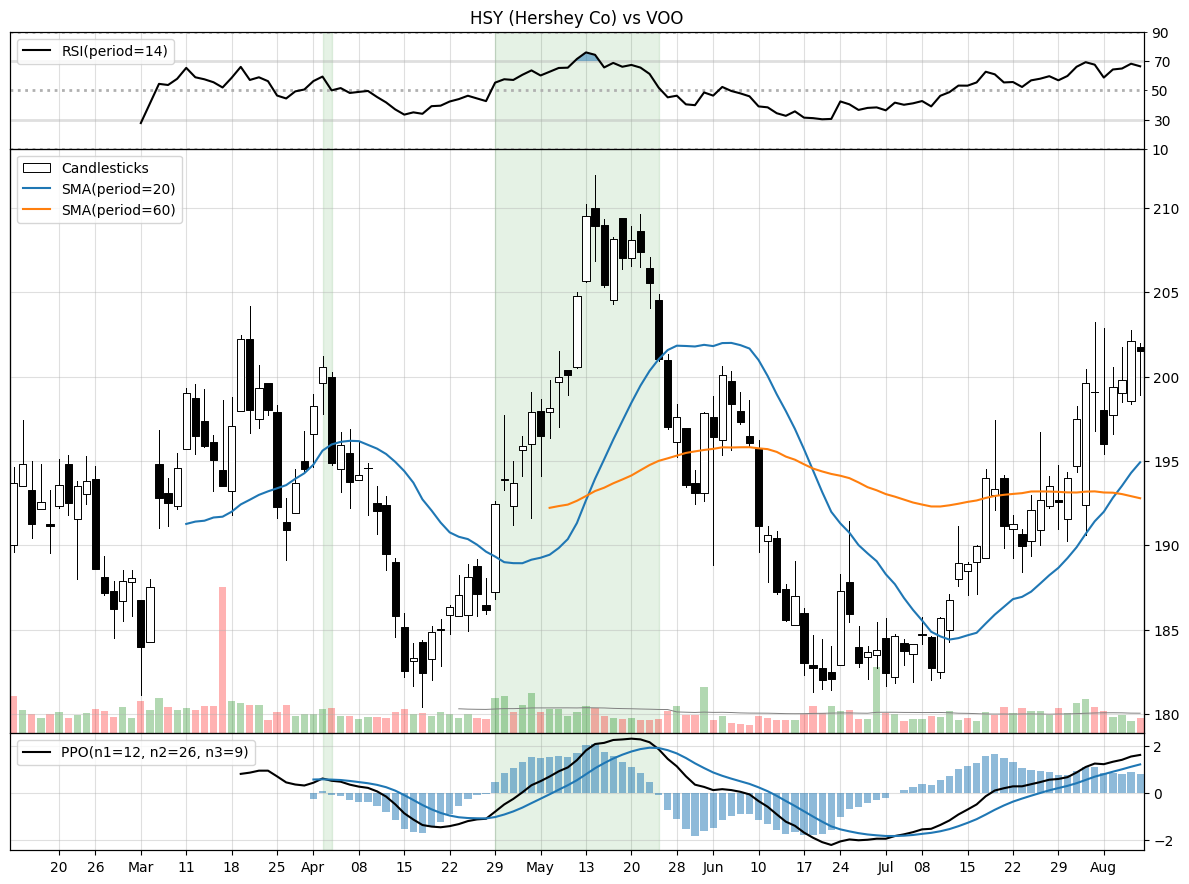 HSY (Hershey Co) vs VOO
RSI(period=14)
90
70
50
30
10
Candlesticks
SMA(period=20)
SMA(period=60)
210
205
200
195
190
185
180
PPO(n1=12, n2=26, n3=9)
2
0
−2
20 26 Mar 11 18 25 Apr 08 15 22 29 May 13 20 28 Jun 10 17 24 Jul 08 15 22 29 Aug